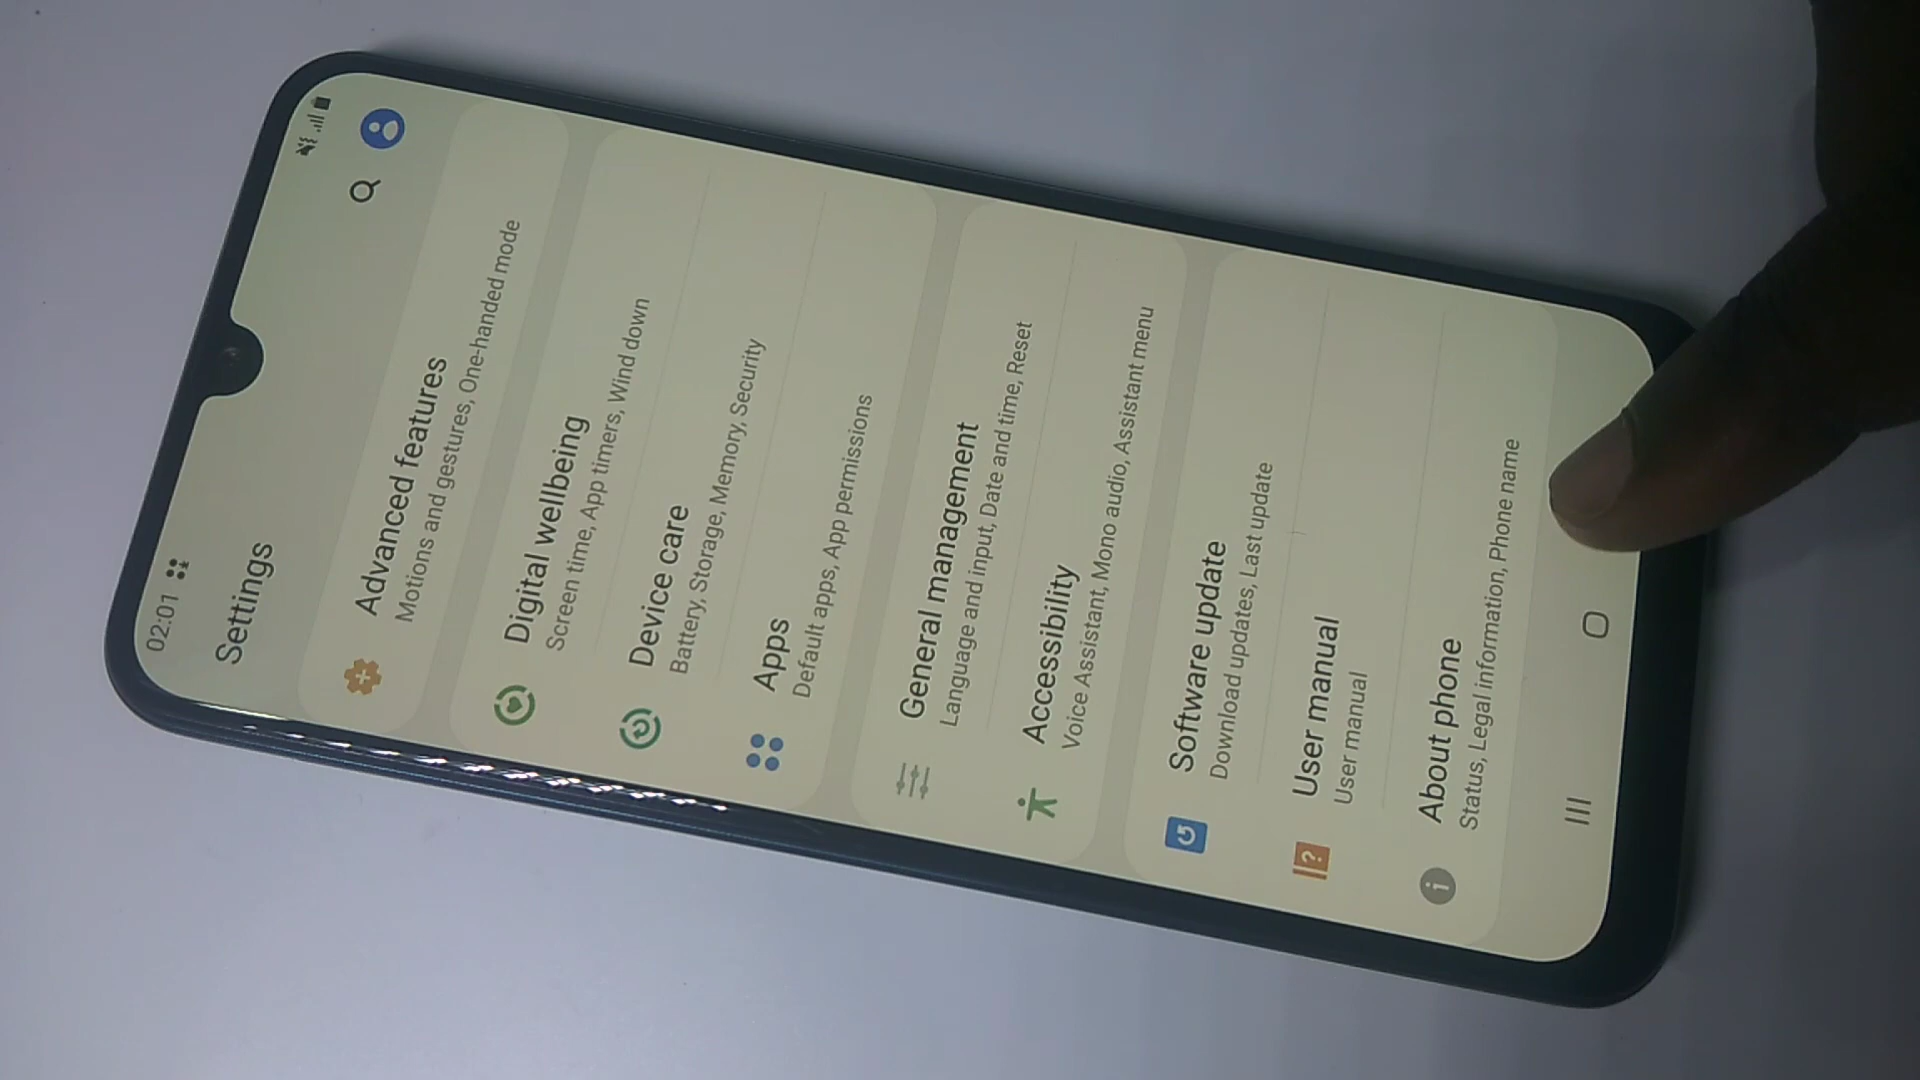 02:01
Settings
Advanced features
Motions and gestures, One-handed mode
Digital wellbeing
Screen time, App timers, Wind down
Device care
Battery, Storage, Memory, Security
Apps
Default apps, App permissions
General management
Language and input, Date and time, Reset
Accessibility
Voice Assistant, Mono audio, Assistant menu
Software update
Download updates, Last update
User manual
User manual
About phone
Status, Legal information, Phone name